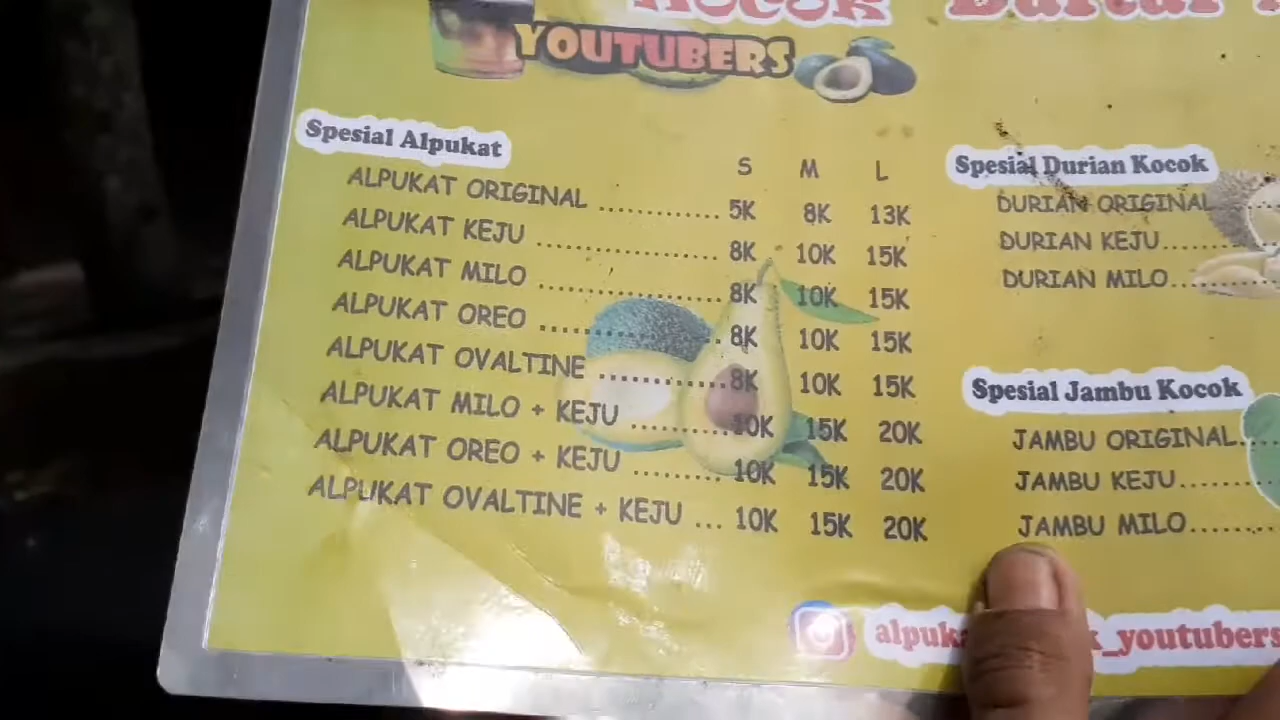 Kocok Daftar
YOUTUBERS
Spesial Alpukat
S M L
ALPUKAT ORIGINAL ............... 5K 8K 13K
ALPUKAT KEJU ...................... 8K 10K 15K
ALPUKAT MILO ...................... 8K 10K 15K
ALPUKAT OREO ...................... 8K 10K 15K
ALPUKAT OVALTINE ............... 8K 10K 15K
ALPUKAT MILO + KEJU ............ 10K 15K 20K
ALPUKAT OREO + KEJU ......... 10K 15K 20K
ALPUKAT OVALTINE + KEJU ... 10K 15K 20K
Spesial Durian Kocok
DURIAN ORIGINAL
DURIAN KEJU..........
DURIAN MILO...
Spesial Jambu Kocok
JAMBU ORIGINAL...
JAMBU KEJU..........
JAMBU MILO.........
youtubers